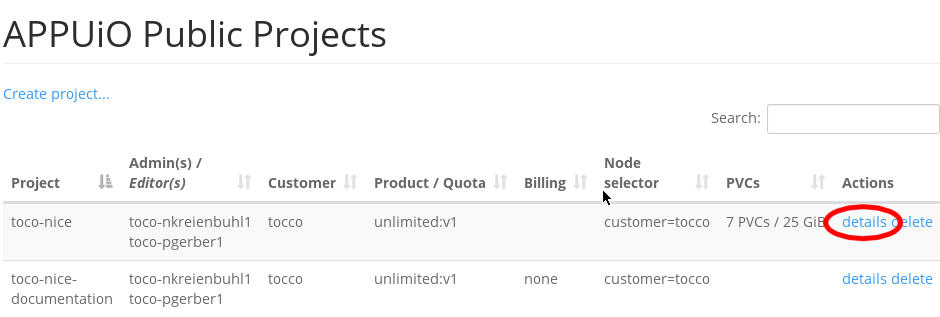 APPUiO Public Projects
Create project...
Search:
Project Admin(s) / Editor(s) Customer Product / Quota Billing Node selector PVCs Actions
toco-nice toco-nkreienbuhl1 tocco unlimited:v1 customer=tocco 7 PVCs / 25 GiB details delete
toco-pgerber1
toco-nice- toco-nkreienbuhl1 tocco unlimited:v1 none customer=tocco details delete
documentation toco-pgerber1